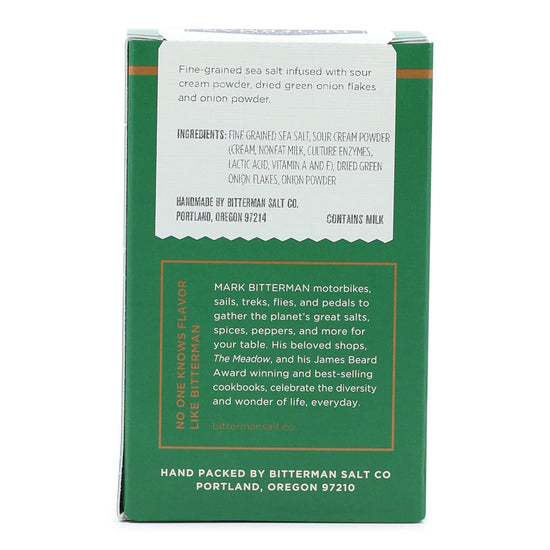 Fine-grained sea salt infused with sour
cream powder, dried green onion flakes
and onion powder.
INGREDIENTS: FINE GRAINED SEA SALT, SOUR CREAM POWDER
(CREAM, NONFAT MILK, CULTURE ENZYMES,
LACTIC ACID, VITAMIN A AND E), DRIED GREEN
ONION FLAKES, ONION POWDER
HANDMADE BY BITTERMAN SALT CO.
PORTLAND, OREGON 97214 CONTAINS MILK
NO ONE KNOWS FLAVOR
LIKE BITTERMAN
MARK BITTERMAN motorbikes,
sails, treks, flies, and pedals to
gather the planet's great salts,
spices, peppers, and more for
your table. His beloved shops,
The Meadow, and his James Beard
Award winning and best-selling
cookbooks, celebrate the diversity
and wonder of life, everyday.
bittermansalt.co
HAND PACKED BY BITTERMAN SALT CO
PORTLAND, OREGON 97210